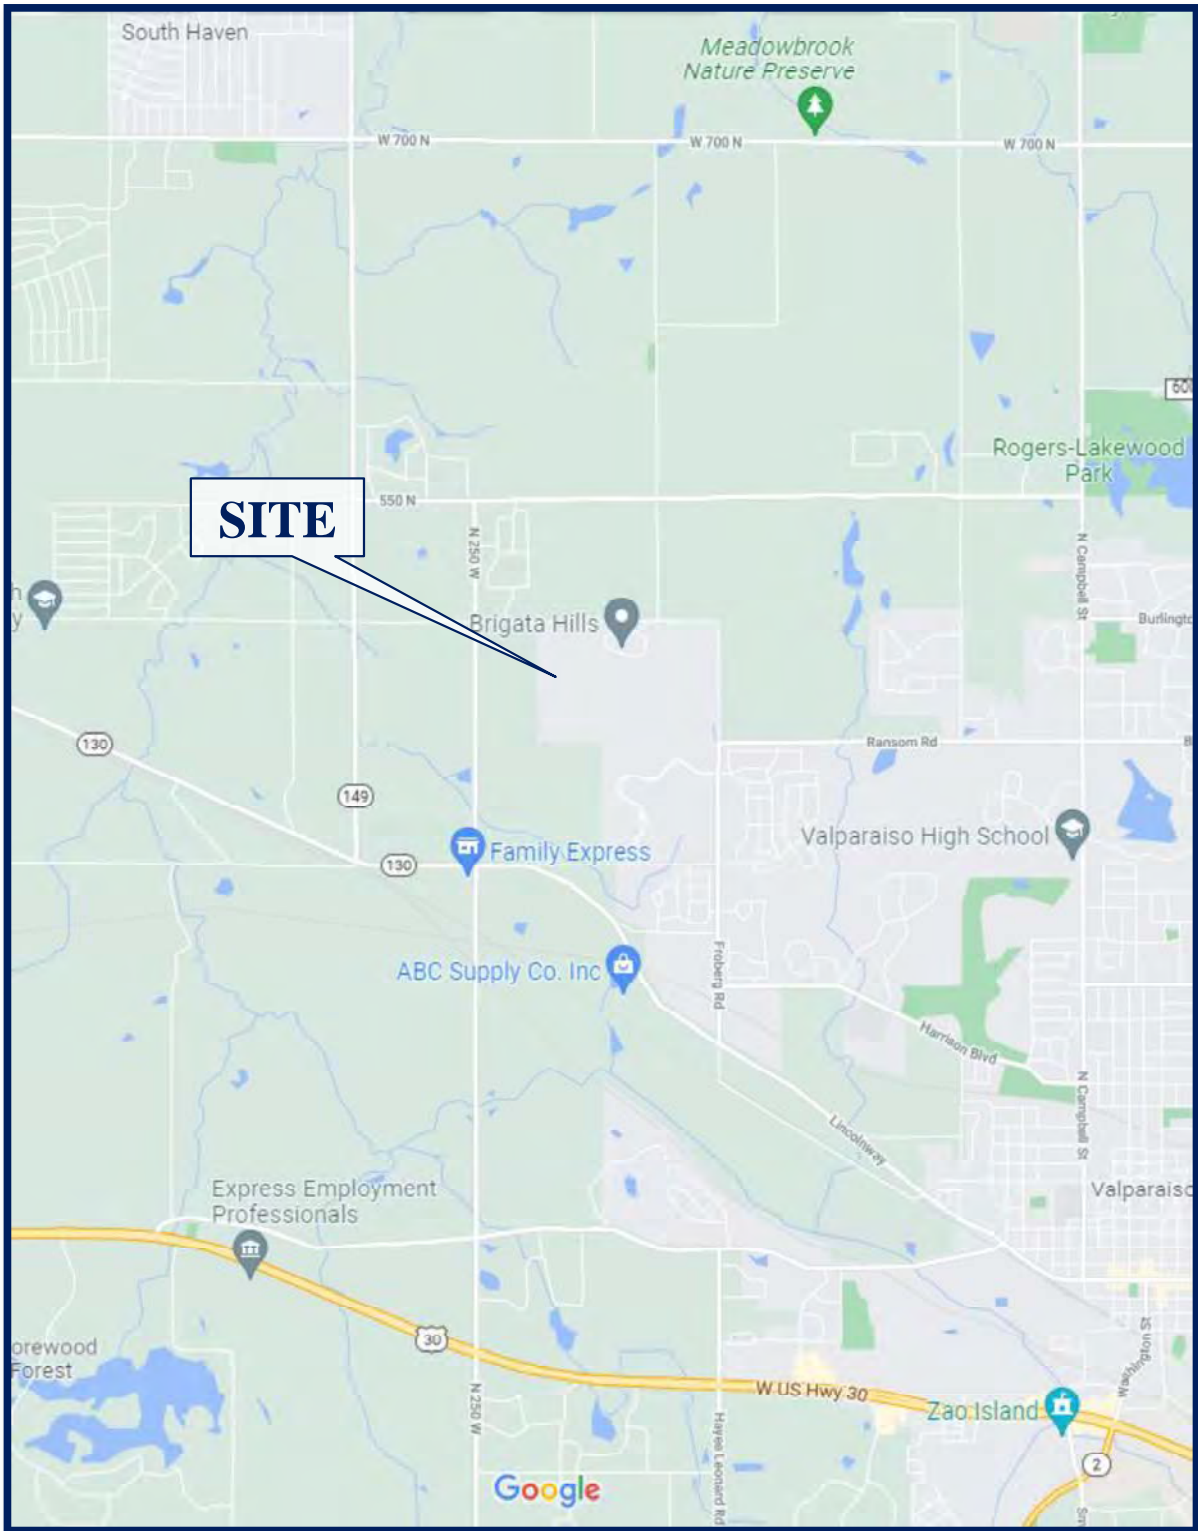 South Haven
Meadowbrook
Nature Preserve
W 700 N
W 700 N
W 700 N
Rogers-Lakewood
Park
SITE
550 N
N 250 W
N Campbell St
Brigata Hills
130
Ransom Rd
149
Valparaiso High School
Family Express
130
ABC Supply Co. Inc
Froberg Rd
Harrison Blvd
N Campbell St
Lincolnway
Express Employment
Professionals
Valparaiso
30
orewood
Forest
W US Hwy 30
Washington St
Zao Island
N 250 W
Hayes Leonard Rd
2
Google